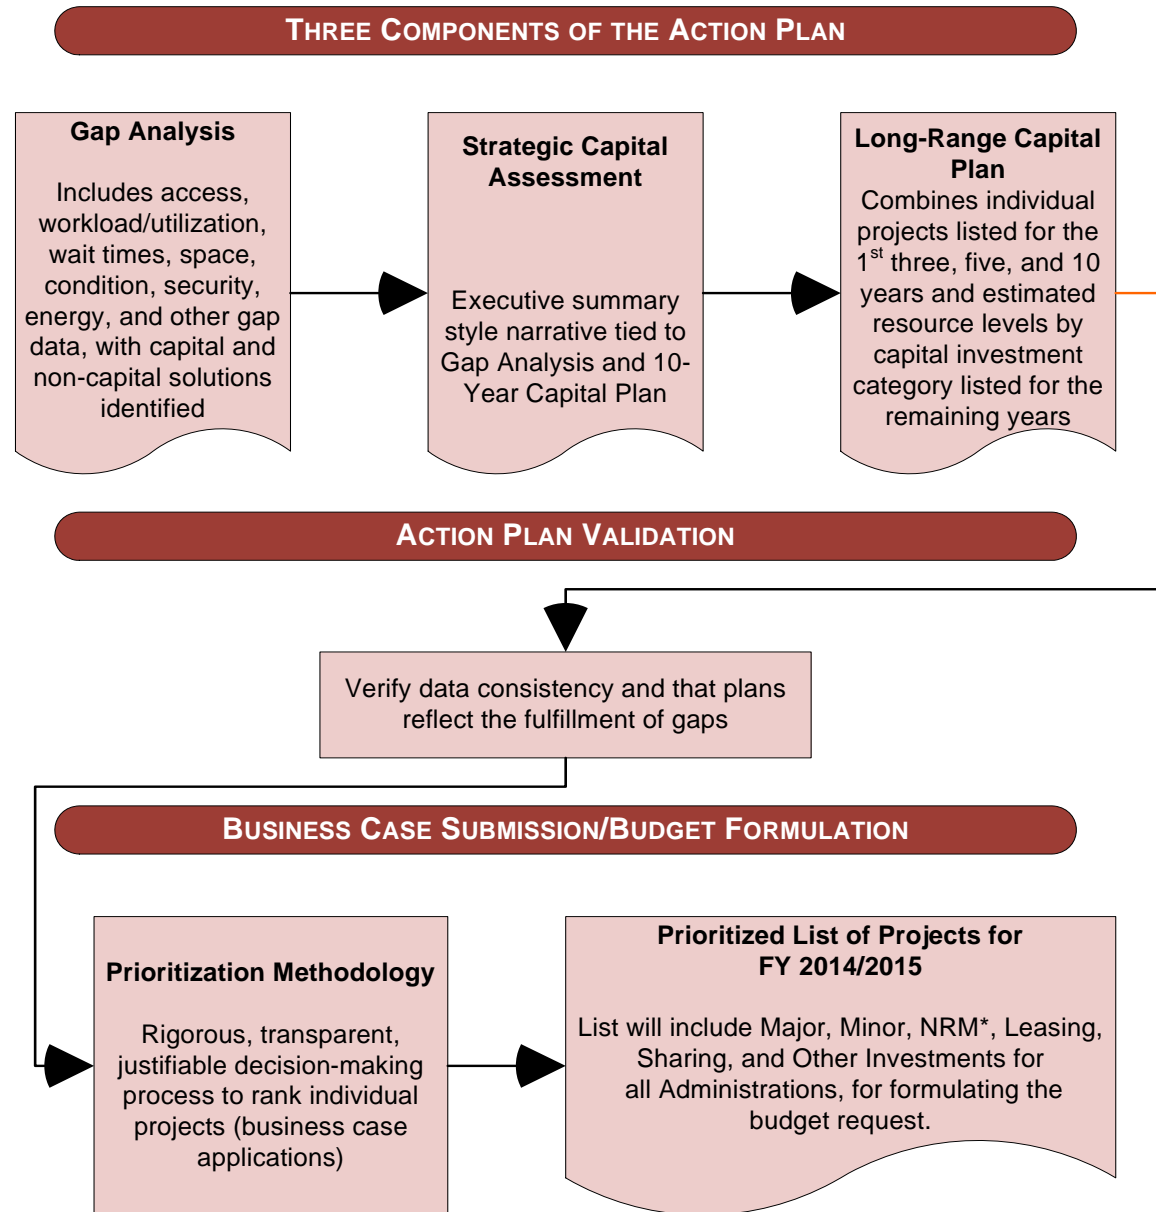 THREE COMPONENTS OF THE ACTION PLAN
Gap Analysis
Includes access,
workload/utilization,
wait times, space,
condition, security,
energy, and other gap
data, with capital and
non-capital solutions
identified
Strategic Capital
Assessment
Executive summary
style narrative tied to
Gap Analysis and 10-
Year Capital Plan
Long-Range Capital
Plan
Combines individual
projects listed for the
1st three, five, and 10
years and estimated
resource levels by
capital investment
category listed for the
remaining years
ACTION PLAN VALIDATION
Verify data consistency and that plans
reflect the fulfillment of gaps
BUSINESS CASE SUBMISSION/BUDGET FORMULATION
Prioritization Methodology
Rigorous, transparent,
justifiable decision-making
process to rank individual
projects (business case
applications)
Prioritized List of Projects for
FY 2014/2015
List will include Major, Minor, NRM*, Leasing,
Sharing, and Other Investments for
all Administrations, for formulating the
budget request.